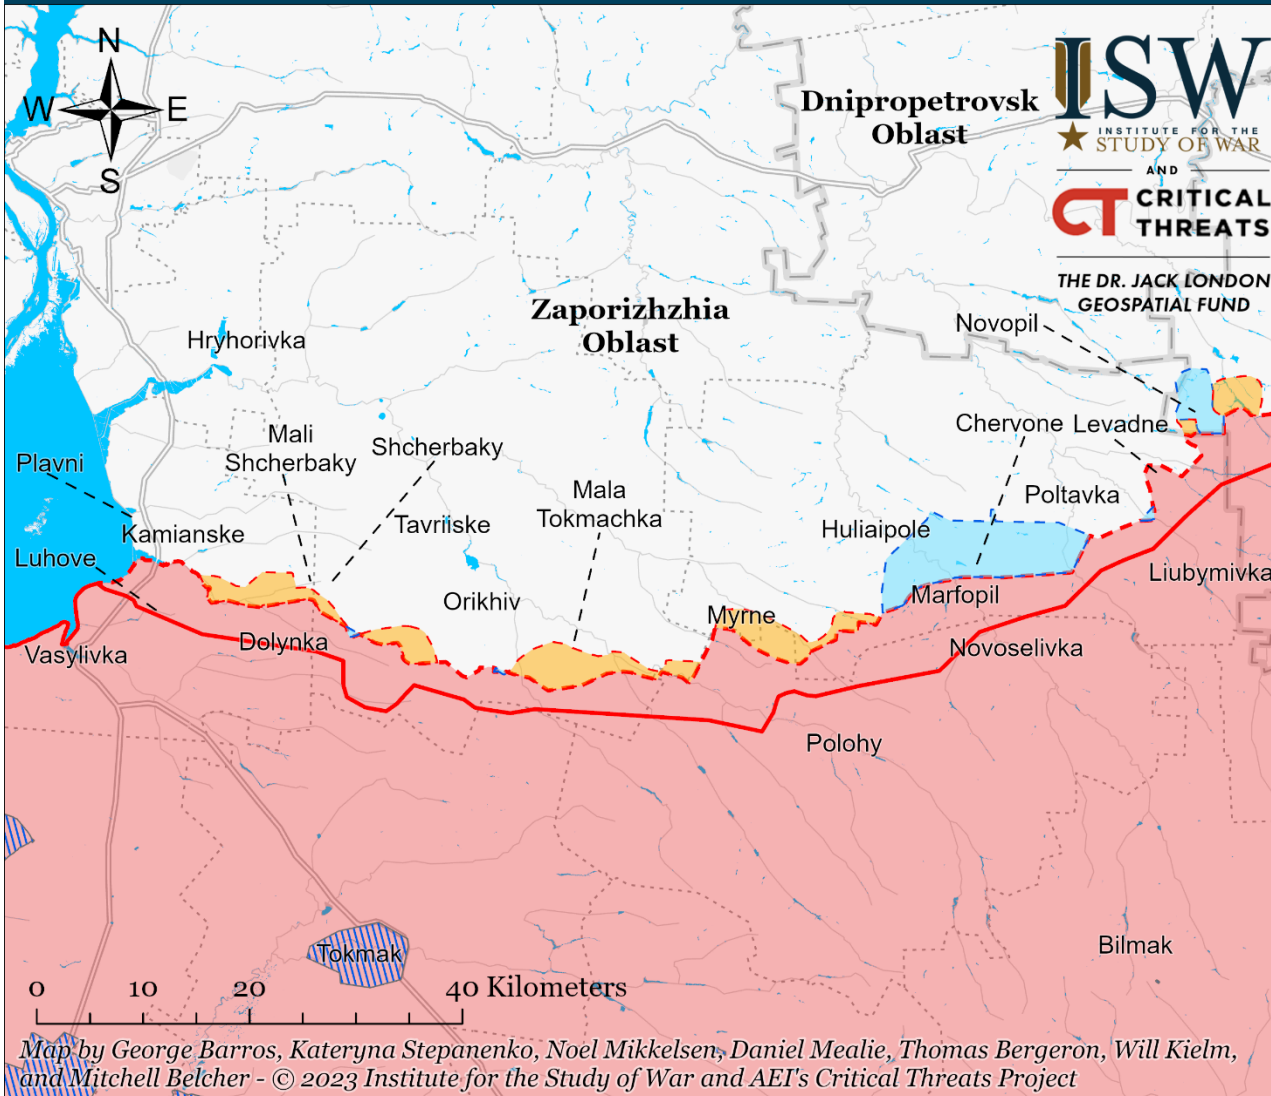 N
W
E
S
Dnipropetrovsk
Oblast
ISW
INSTITUTE FOR THE
STUDY OF WAR
AND
CT CRITICAL
THREATS
THE DR. JACK LONDON
GEOSPATIAL FUND
Zaporizhzhia
Oblast
Novopil
Hryhorivka
Mali
Shcherbaky
Shcherbaky
Chervone
Levadne
Plavni
Mala
Tokmachka
Poltavka
Kamianske
Tavriiske
Huliaipole
Luhove
Liubymivka
Orikhiv
Myrne
Marfopil
Vasylivka
Dolynka
Novoselivka
Polohy
Tokmak
Bilmak
0 10 20 40 Kilometers
Map by George Barros, Kateryna Stepanenko, Noel Mikkelsen, Daniel Mealie, Thomas Bergeron, Will Kielm,
and Mitchell Belcher - © 2023 Institute for the Study of War and AEI's Critical Threats Project